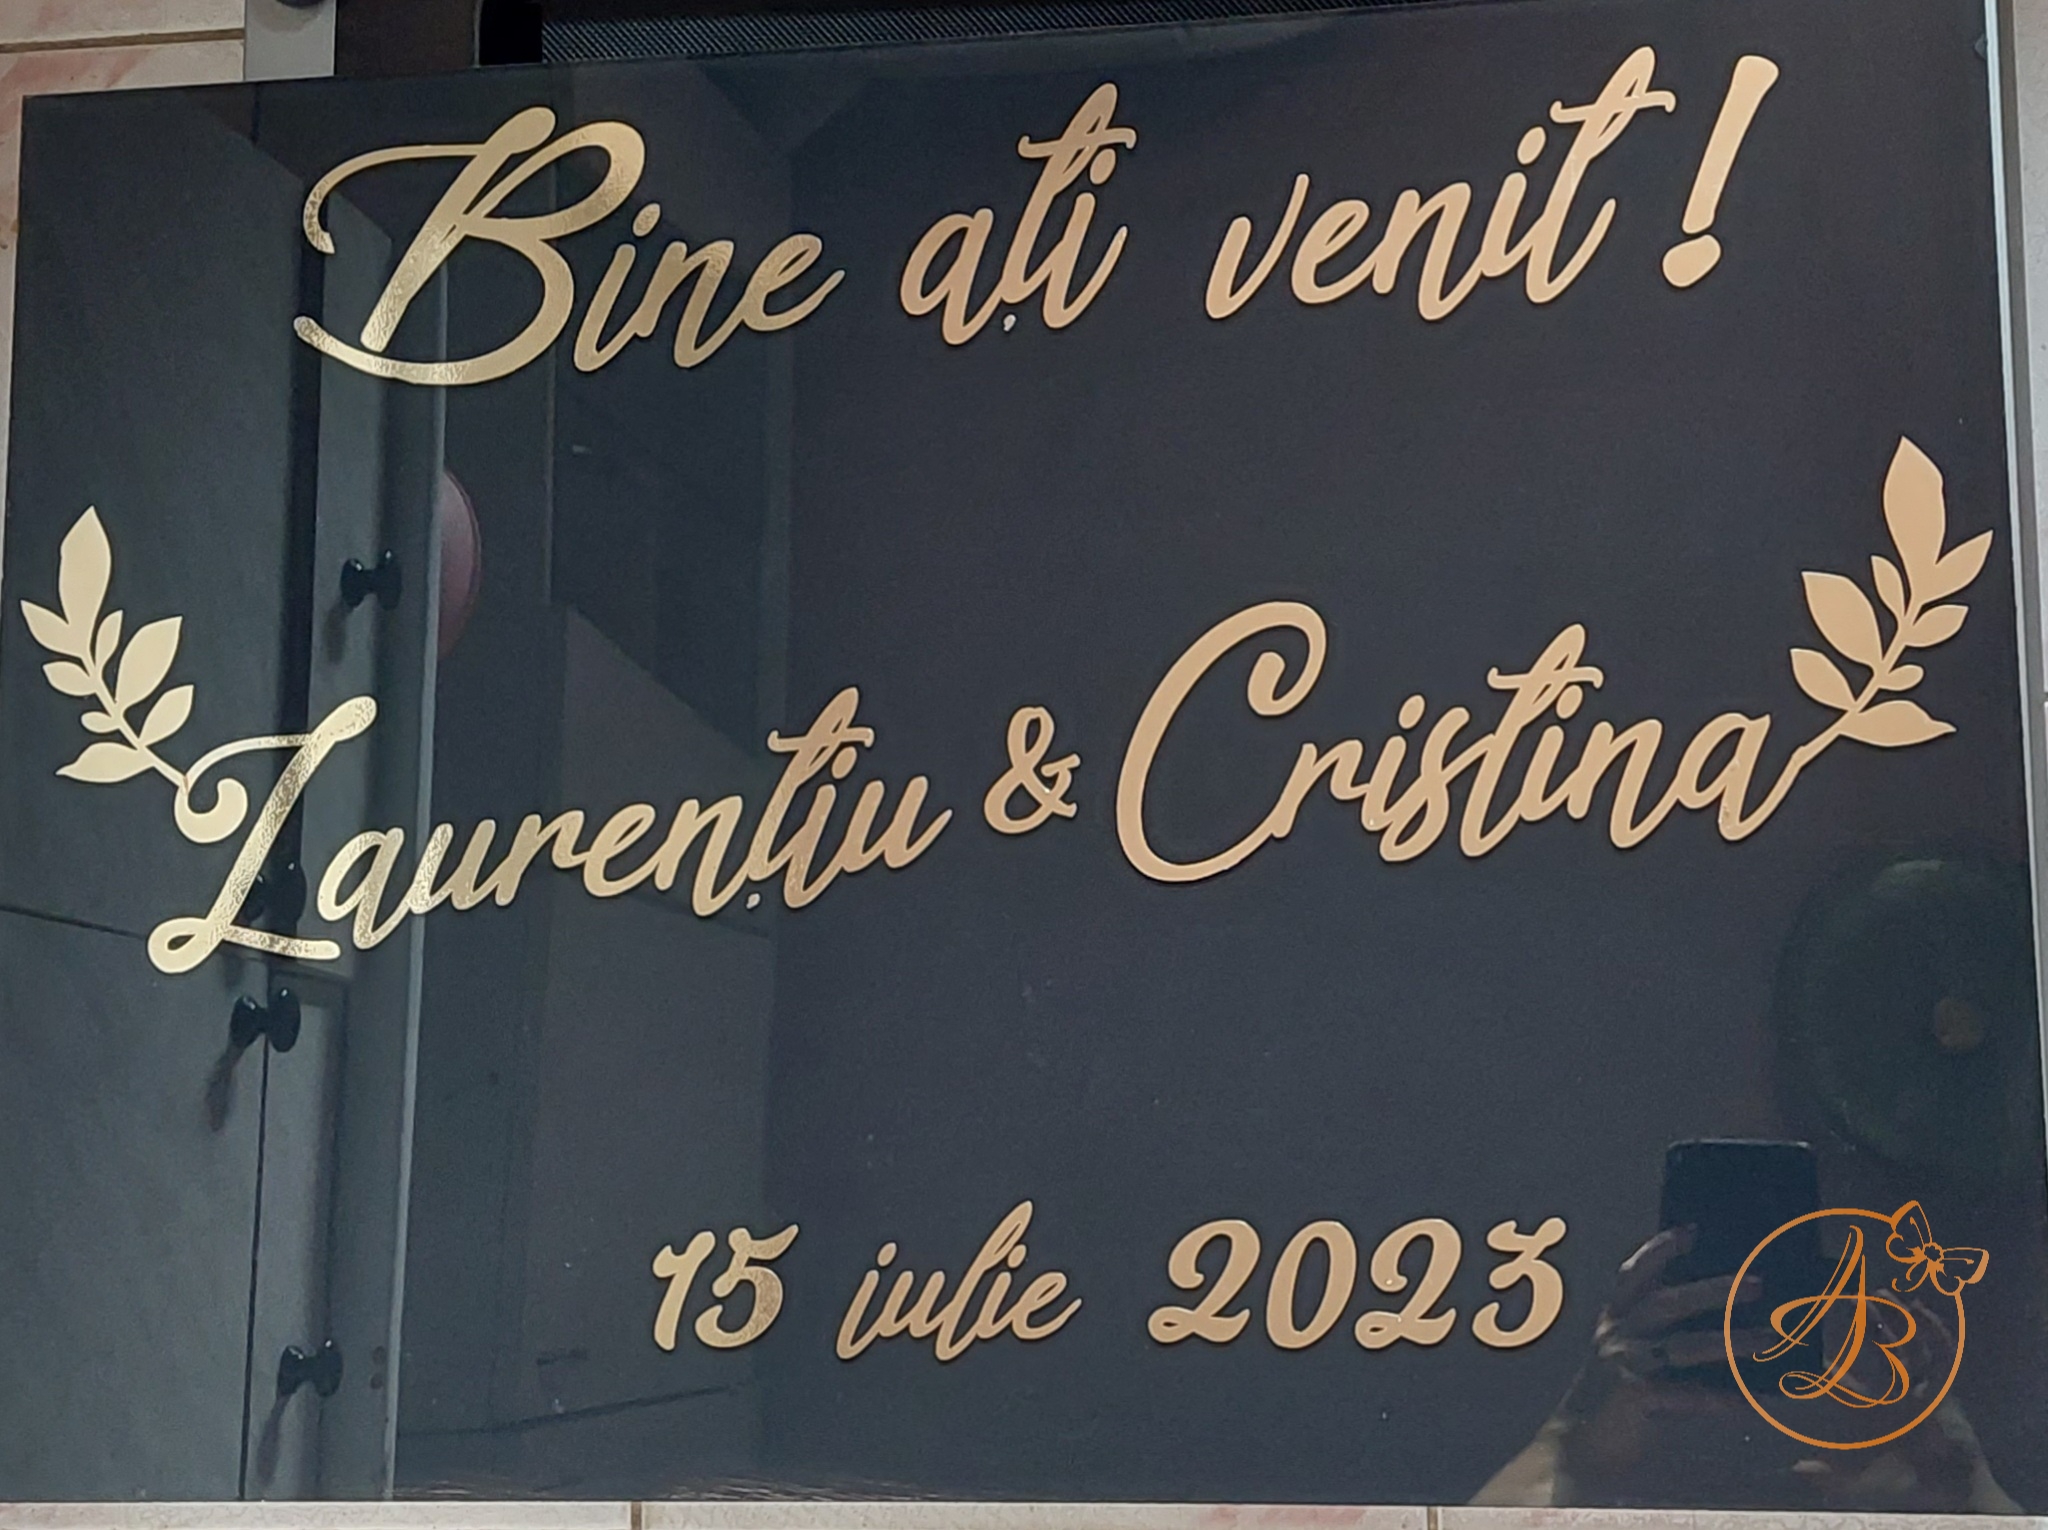 Bine ați venit!
Laurențiu & Cristina
15 iulie 2023
AB